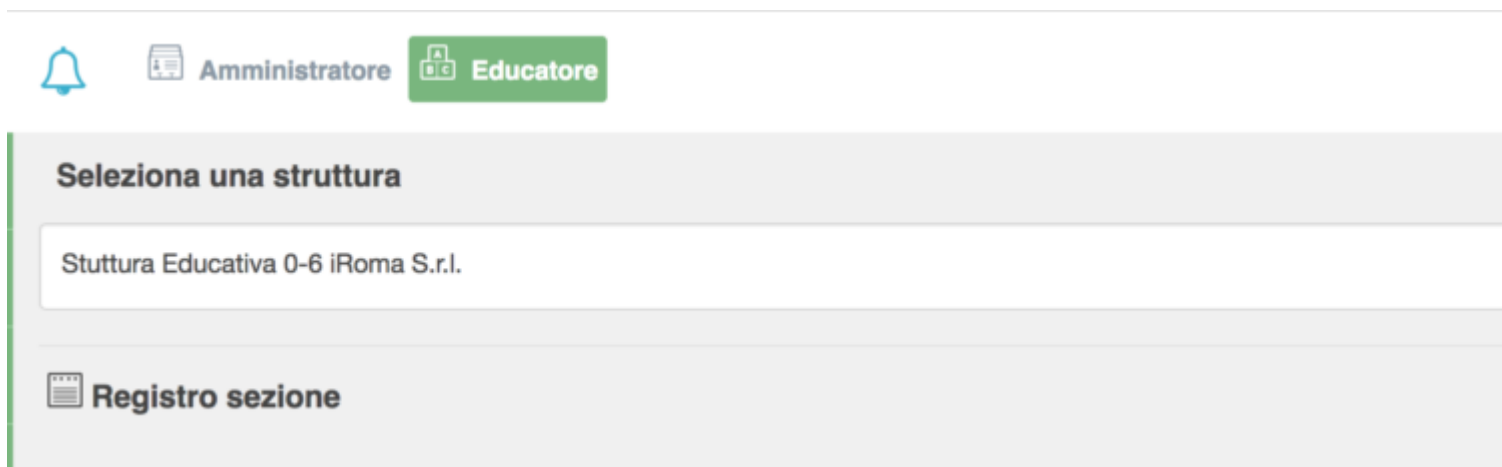 Amministratore Educatore
Seleziona una struttura
Stuttura Educativa 0-6 iRoma S.r.l.
Registro sezione